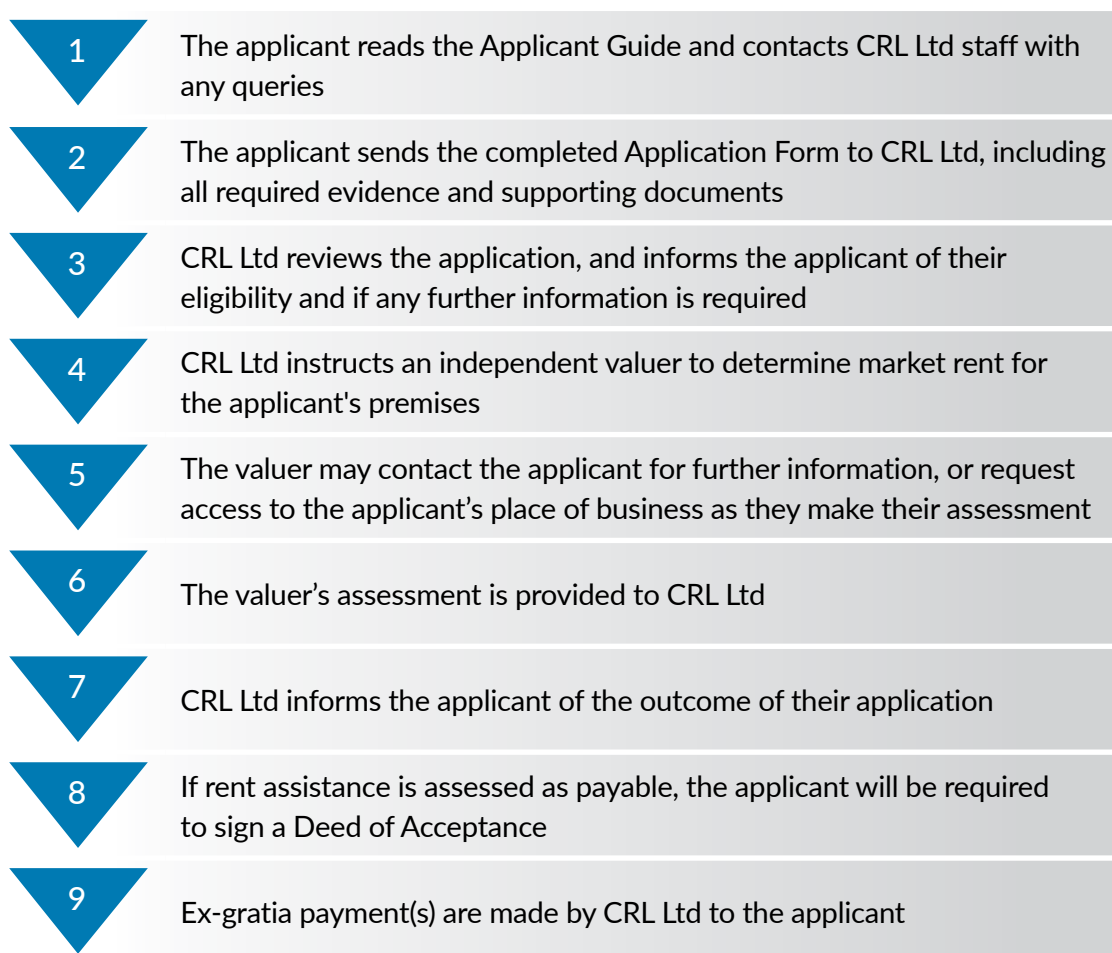 1
The applicant reads the Applicant Guide and contacts CRL Ltd staff with
any queries
2
The applicant sends the completed Application Form to CRL Ltd, including
all required evidence and supporting documents
3
CRL Ltd reviews the application, and informs the applicant of their
eligibility and if any further information is required
4
CRL Ltd instructs an independent valuer to determine market rent for
the applicant's premises
5
The valuer may contact the applicant for further information, or request
access to the applicant’s place of business as they make their assessment
6
The valuer’s assessment is provided to CRL Ltd
7
CRL Ltd informs the applicant of the outcome of their application
8
If rent assistance is assessed as payable, the applicant will be required
to sign a Deed of Acceptance
9
Ex-gratia payment(s) are made by CRL Ltd to the applicant